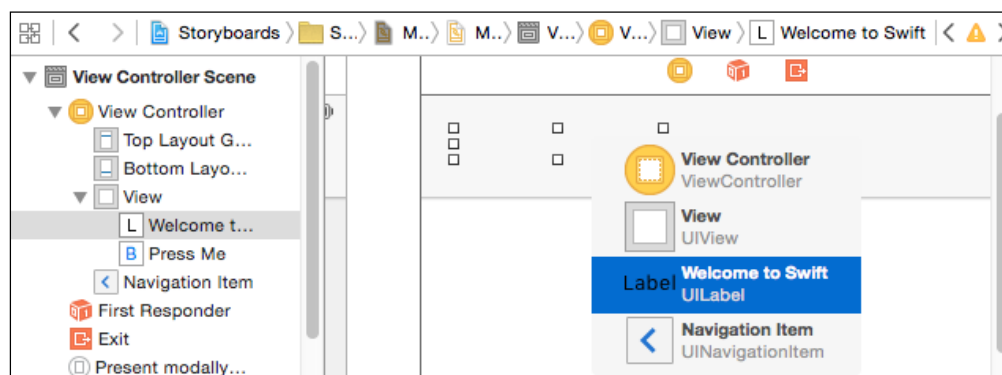 Storyboards S... M.. M.. V... V... View L Welcome to Swift
View Controller Scene
View Controller
Top Layout G...
Bottom Layo...
View
L Welcome t...
B Press Me
Navigation Item
First Responder
Exit
Present modally...
View Controller
ViewController
View
UIView
Label Welcome to Swift
UILabel
Navigation Item
UINavigationItem